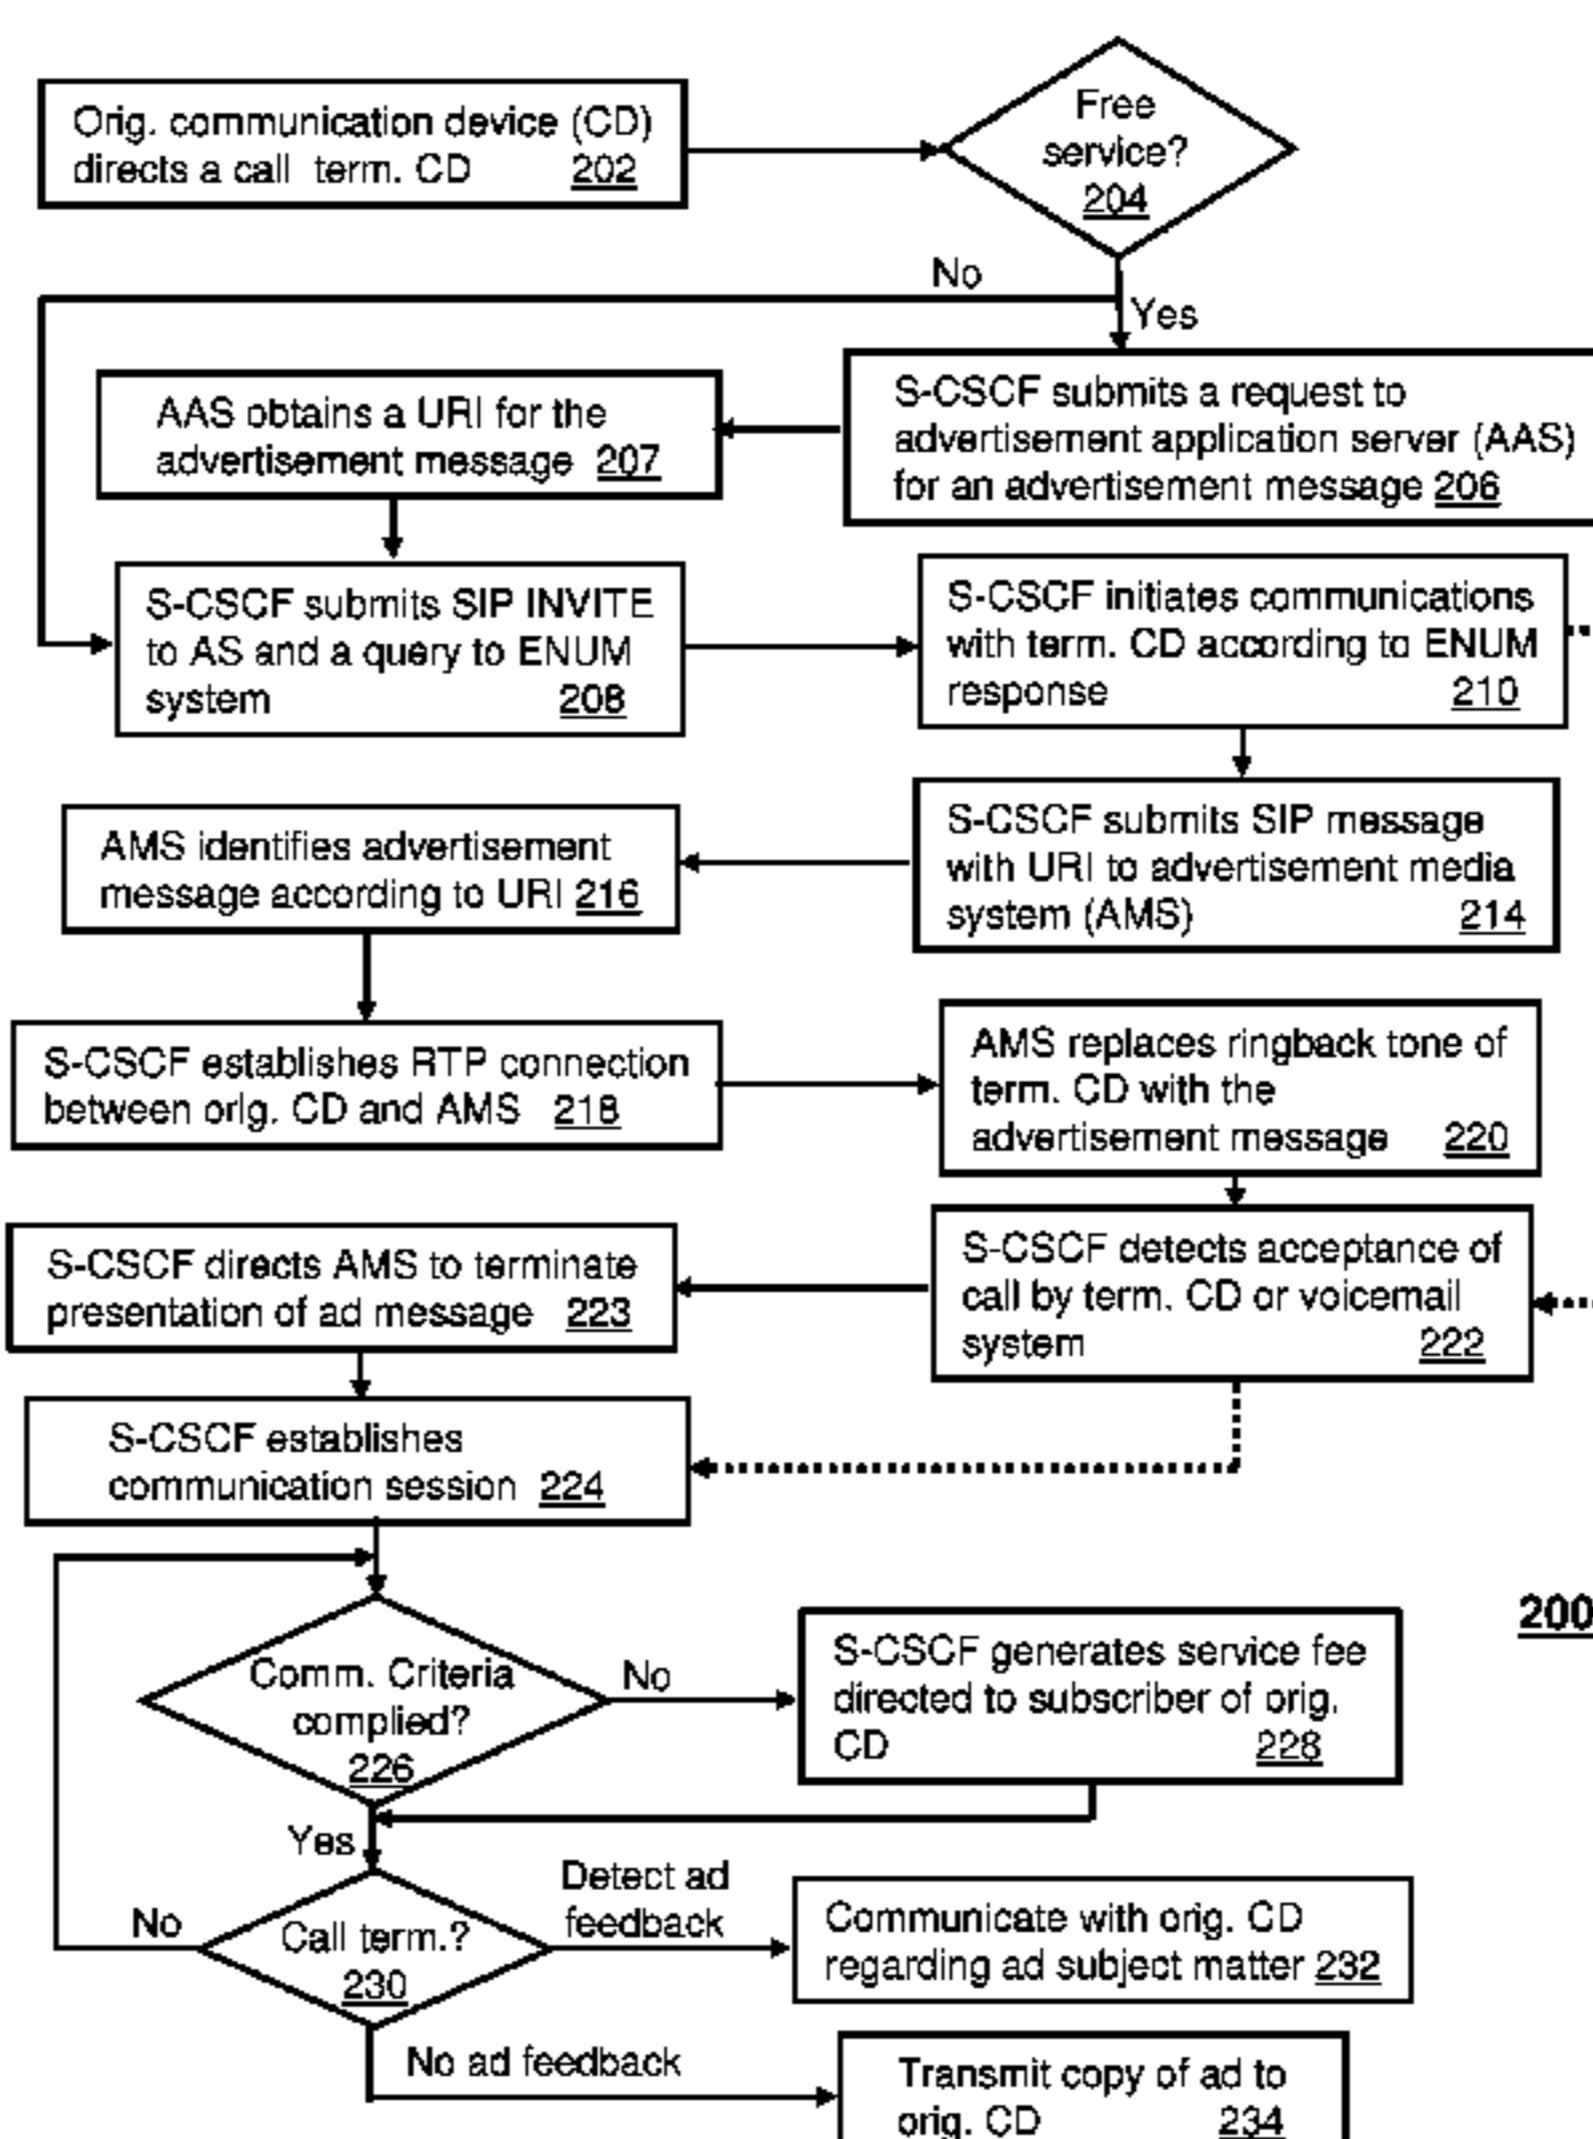 Orig. communication device (CD)
directs a call term. CD 202
Free
service?
204
No
Yes
S-CSCF submits a request to
advertisement application server (AAS)
for an advertisement message 206
AAS obtains a URI for the
advertisement message 207
S-CSCF submits SIP INVITE
to AS and a query to ENUM
system 208
S-CSCF initiates communications
with term. CD according to ENUM
response 210
S-CSCF submits SIP message
with URI to advertisement media
system (AMS) 214
AMS identifies advertisement
message according to URI 216
S-CSCF establishes RTP connection
between orig. CD and AMS 218
AMS replaces ringback tone of
term. CD with the
advertisement message 220
S-CSCF detects acceptance of
call by term. CD or voicemail
system 222
S-CSCF directs AMS to terminate
presentation of ad message 223
S-CSCF establishes
communication session 224
200
Comm. Criteria
complied?
226
No
S-CSCF generates service fee
directed to subscriber of orig.
CD 228
Yes
Call term.?
230
No
Detect ad
feedback
Communicate with orig. CD
regarding ad subject matter 232
No ad feedback
Transmit copy of ad to
orig. CD 234